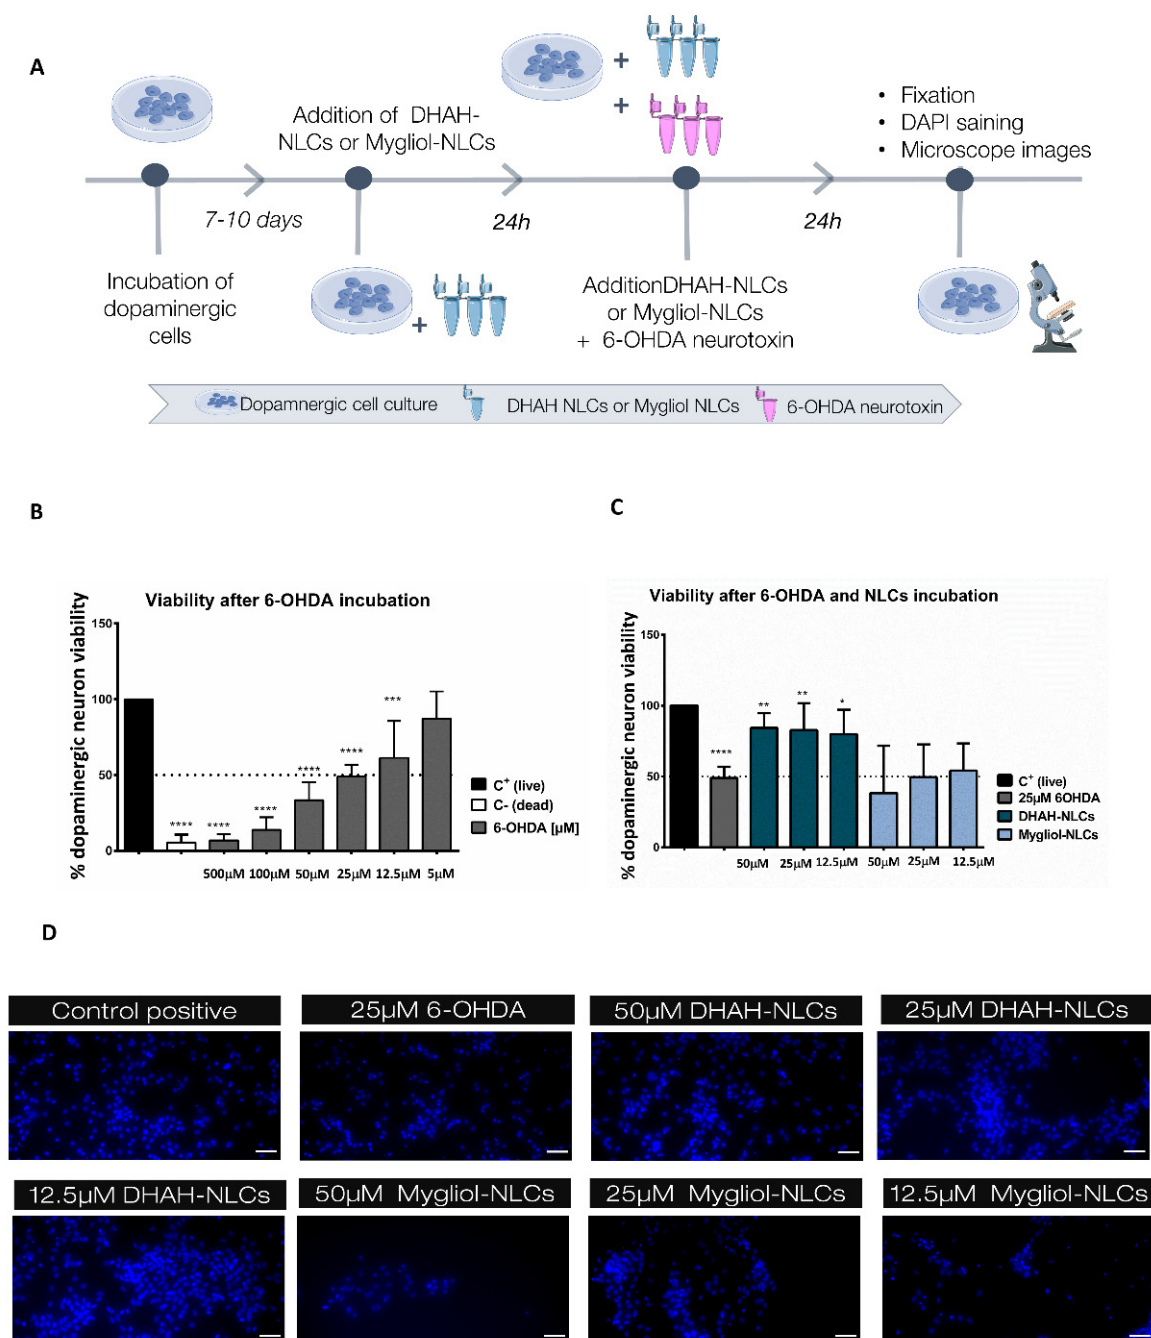 A
Addition of DHAH-
NLCs or Mygliol-NLCs
+
+
• Fixation
• DAPI saining
• Microscope images
7-10 days
24h
24h
Incubation of
dopaminergic
cells
+
AdditionDHAH-NLCs
or Mygliol-NLCs
+ 6-OHDA neurotoxin
Dopamnergic cell culture
DHAH NLCs or Mygliol NLCs
6-OHDA neurotoxin
B
Viability after 6-OHDA incubation
% dopaminergic neuron viability
150
100
50
0
****
****
****
****
****
***
500µM 100µM 50µM 25µM 12.5µM 5µM
C⁺ (live)
C- (dead)
6-OHDA [µM]
C
Viability after 6-OHDA and NLCs incubation
% dopaminergic neuron viability
150
100
50
0
****
**
**
*
50µM 25µM 12.5µM 50µM 25µM 12.5µM
C⁺ (live)
25µM 6OHDA
DHAH-NLCs
Mygliol-NLCs
D
Control positive
25µM 6-OHDA
50µM DHAH-NLCs
25µM DHAH-NLCs
12.5µM DHAH-NLCs
50µM Mygliol-NLCs
25µM Mygliol-NLCs
12.5µM Mygliol-NLCs